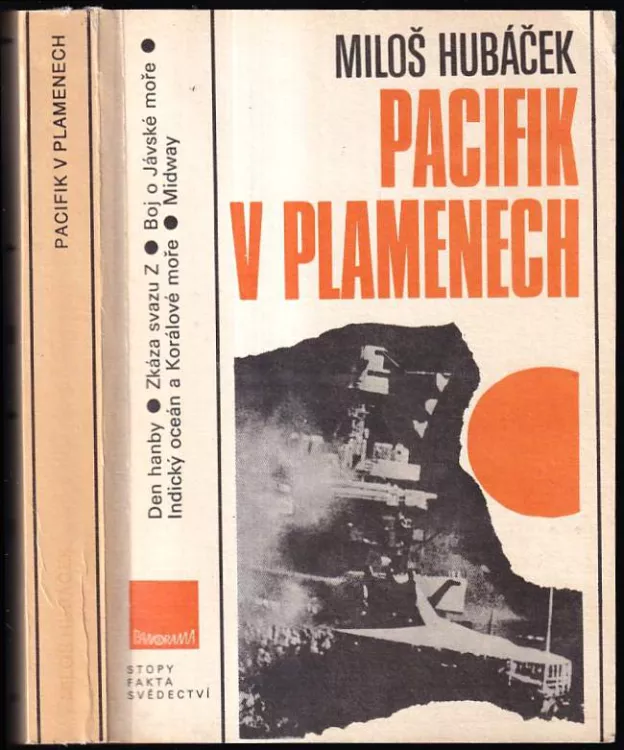 PACIFIK V PLAMENECH
Den hanby ● Zkáza svazu Z ● Boj o Jávské moře ●
Indický oceán a Korálové moře ● Midway
PANORAMA
STOPY
FAKTA
SVĚDECTVÍ
MILOŠ HUBÁČEK
PACIFIK
V PLAMENECH